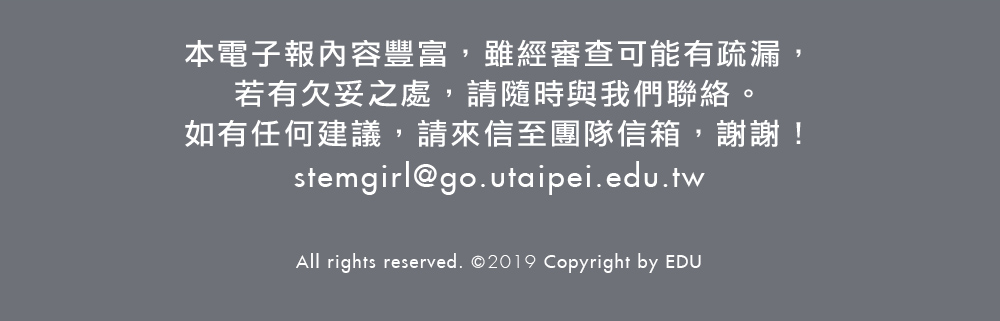 本電子報內容豐富，雖經審查可能有疏漏，
若有欠妥之處，請隨時與我們聯絡。
如有任何建議，請來信至團隊信箱，謝謝！
stemgirl@go.utaipei.edu.tw
All rights reserved. ©2019 Copyright by EDU